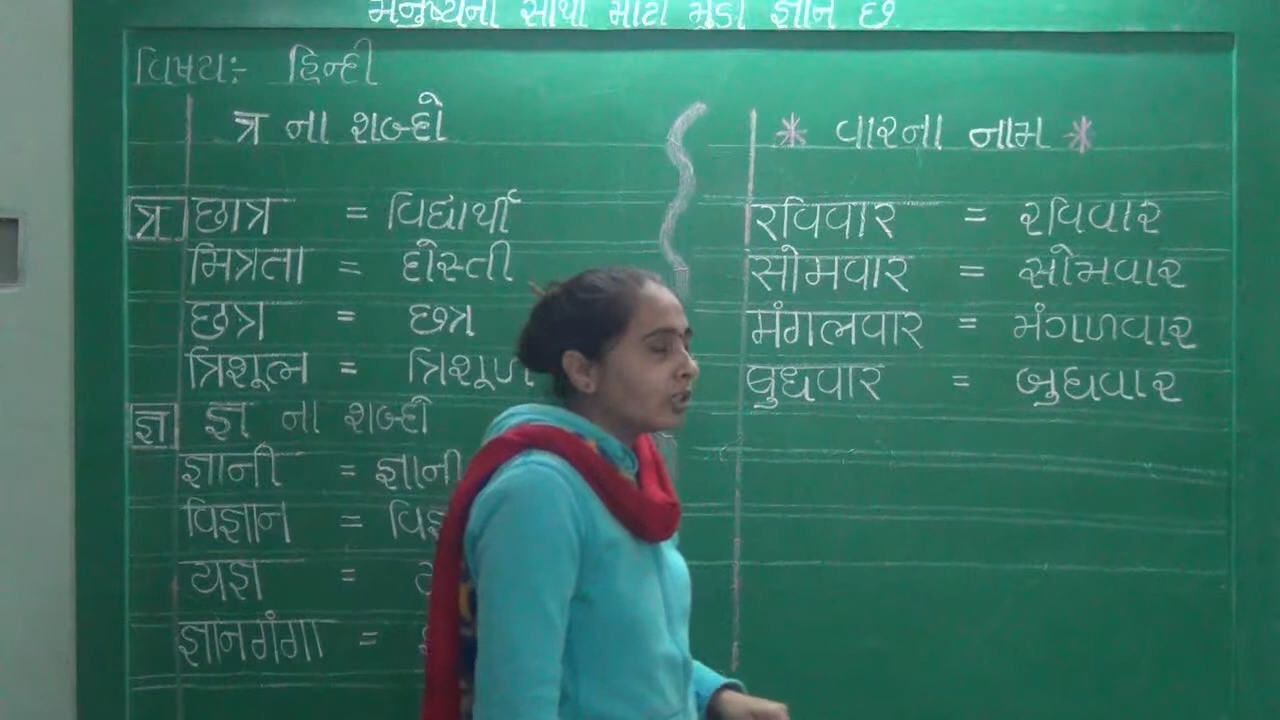 મનુષ્યની સૌથી મોટી મુડી જ્ઞાન છે
વિષય:- હિન્દી
ત્ર ના શબ્દો
त्र छात्र = વિદ્યાર્થી
मित्रता = દોસ્તી
छत्र = છત્ર
त्रिशूल = ત્રિશૂળ
ज्ञ ज्ञ ના શબ્દો
ज्ञानी = જ્ઞાની
विज्ञान =
यज्ञ =
ज्ञानगंगा =
* વારના નામ *
रविवार = રવિવાર
सोमवार = સોમવાર
मंगलवार = મંગળવાર
बुधवार = બુધવાર